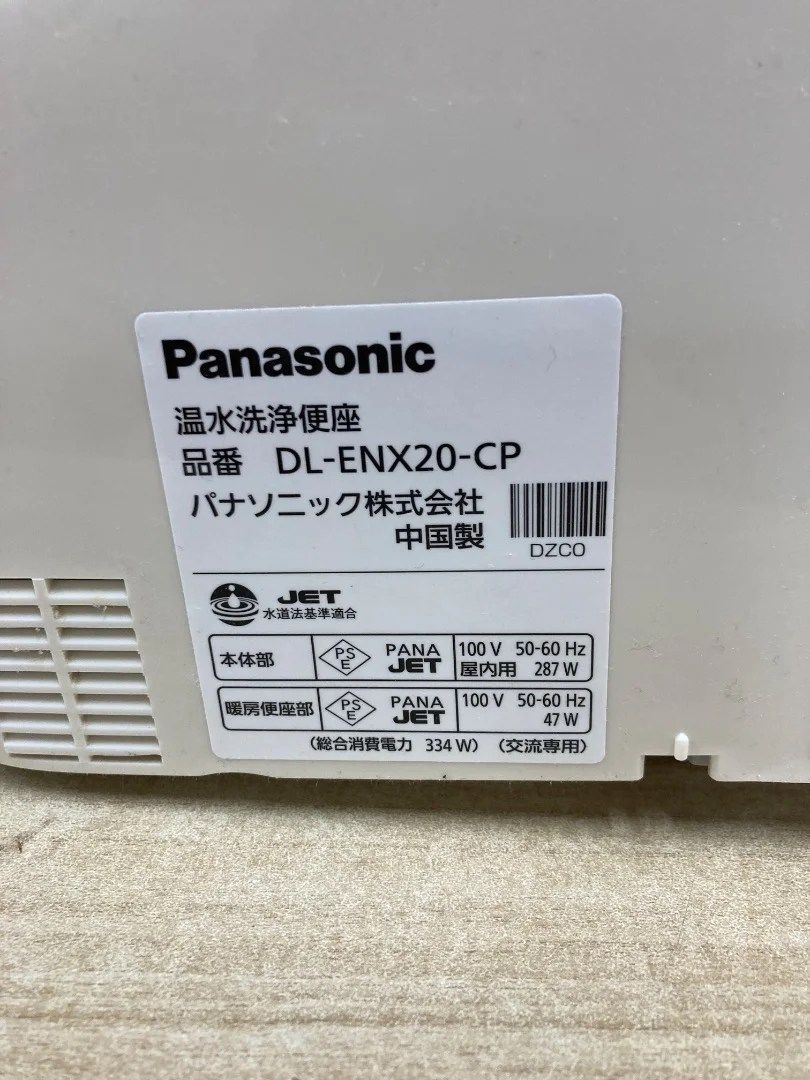 Panasonic
温水洗浄便座
品番 DL-ENX20-CP
パナソニック株式会社
中国製
DZC0
JET
水道法基準適合
本体部 PSE PANA JET 100 V 50-60 Hz 屋内用 287 W
暖房便座部 PSE PANA JET 100 V 50-60 Hz 47 W
(総合消費電力 334 W) (交流専用)